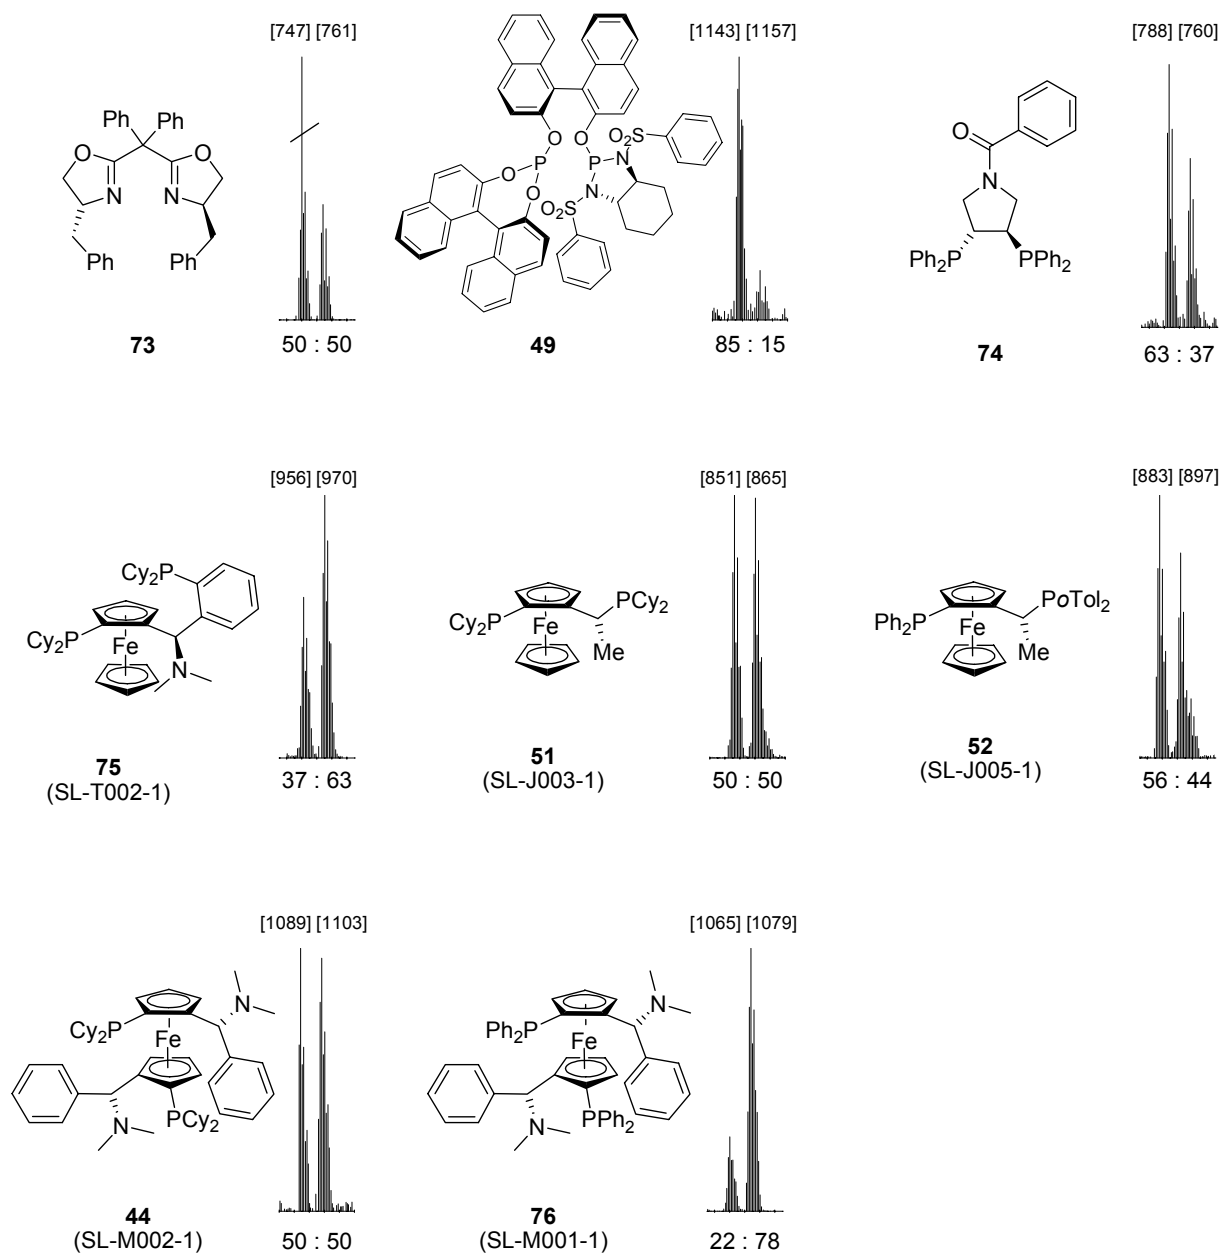 [747] [761]
Ph
Ph
O
O
N
N
Ph
Ph
73
50 : 50
[1143] [1157]
O
O
O
P
O
P
N
N
O2S
SO2
49
85 : 15
[788] [760]
O
N
Ph2P
PPh2
74
63 : 37
[956] [970]
Cy2P
Cy2P
Fe
N
75
(SL-T002-1)
37 : 63
[851] [865]
PCy2
Cy2P
Fe
Me
51
(SL-J003-1)
50 : 50
[883] [897]
PoTol2
Ph2P
Fe
Me
52
(SL-J005-1)
56 : 44
[1089] [1103]
N
Cy2P
Fe
PCy2
N
44
(SL-M002-1)
50 : 50
[1065] [1079]
N
Ph2P
Fe
PPh2
N
76
(SL-M001-1)
22 : 78